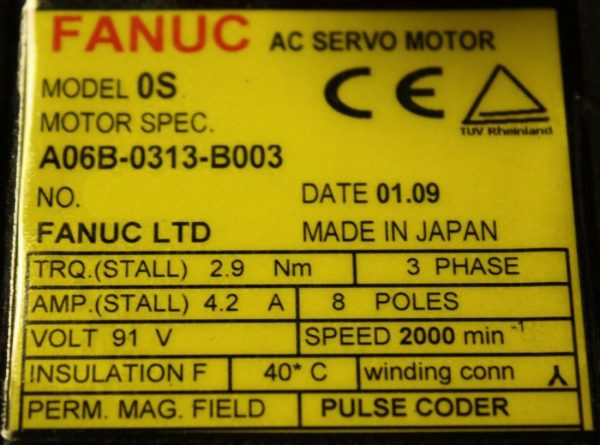 FANUC AC SERVO MOTOR
MODEL 0S
MOTOR SPEC.
A06B-0313-B003
CE
TUV Rheinland
NO. DATE 01.09
FANUC LTD MADE IN JAPAN
TRQ.(STALL) 2.9 Nm 3 PHASE
AMP.(STALL) 4.2 A 8 POLES
VOLT 91 V SPEED 2000 min⁻¹
INSULATION F 40* C winding conn
PERM. MAG. FIELD PULSE CODER